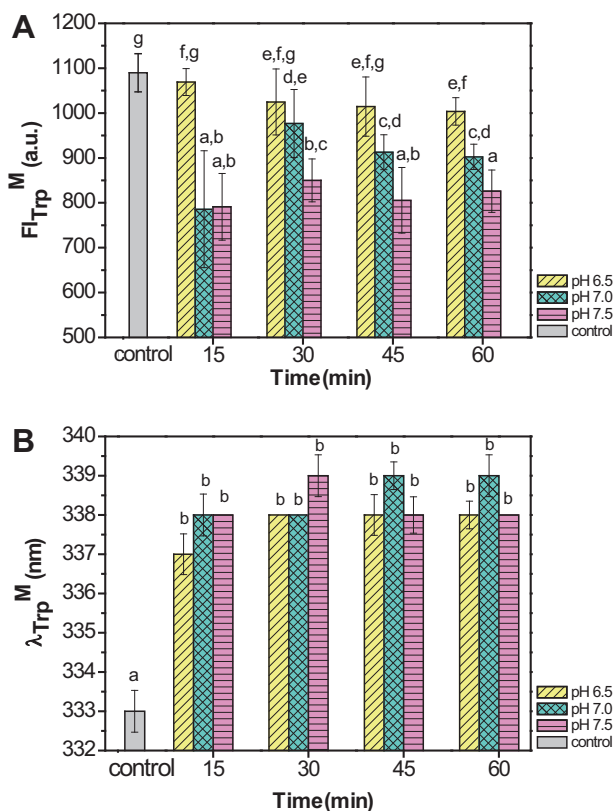 A
FI_Trp^M (a.u.)
1200
1100
1000
900
800
700
600
500
g
f,g
a,b
a,b
e,f,g
d,e
b,c
e,f,g
c,d
a,b
e,f
c,d
a
control
15
30
45
60
Time(min)
pH 6.5
pH 7.0
pH 7.5
control
B
λ_Trp^M (nm)
340
339
338
337
336
335
334
333
332
a
b
b
b
b
b
b
b
b
b
b
b
b
control
15
30
45
60
Time(min)
pH 6.5
pH 7.0
pH 7.5
control